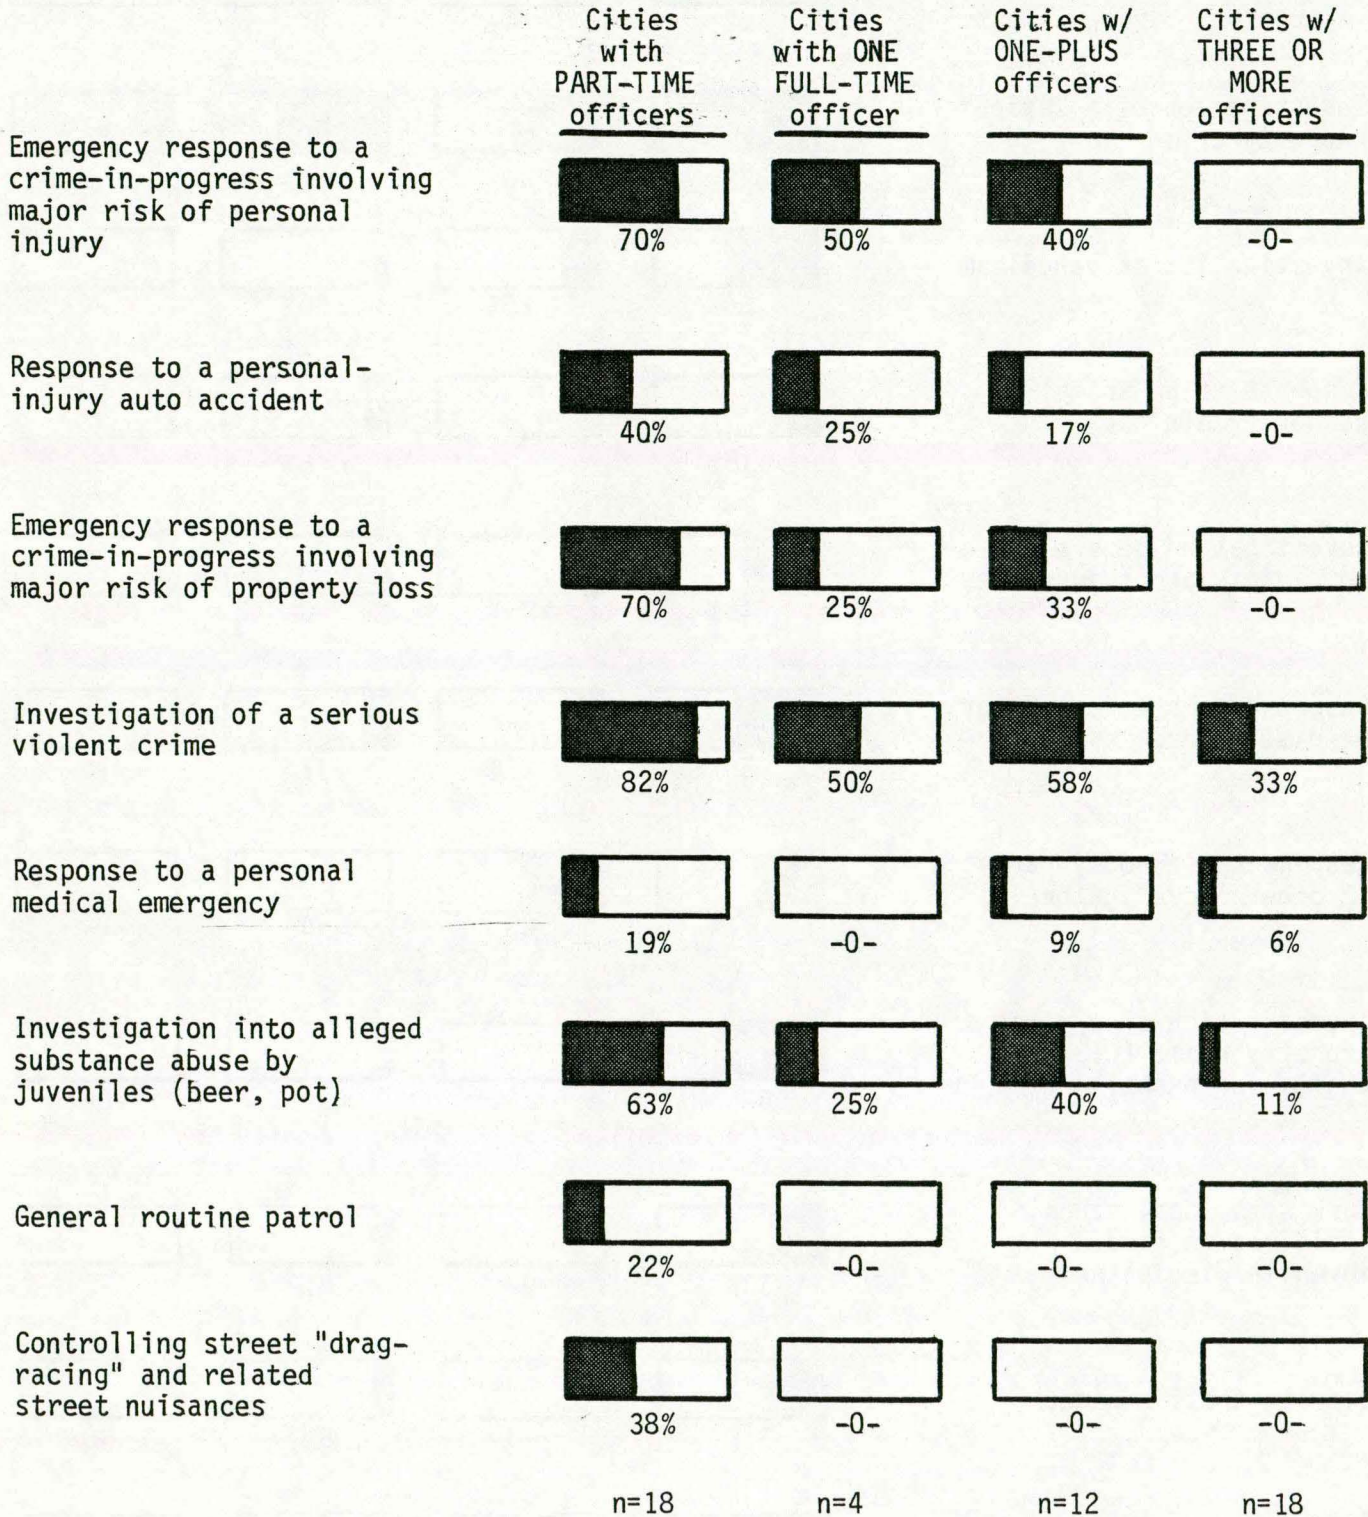 Cities with PART-TIME officers
Cities with ONE FULL-TIME officer
Cities w/ ONE-PLUS officers
Cities w/ THREE OR MORE officers
Emergency response to a
crime-in-progress involving
major risk of personal
injury
70% 50% 40% -0-
Response to a personal-
injury auto accident
40% 25% 17% -0-
Emergency response to a
crime-in-progress involving
major risk of property loss
70% 25% 33% -0-
Investigation of a serious
violent crime
82% 50% 58% 33%
Response to a personal
medical emergency
19% -0- 9% 6%
Investigation into alleged
substance abuse by
juveniles (beer, pot)
63% 25% 40% 11%
General routine patrol
22% -0- -0- -0-
Controlling street "drag-
racing" and related
street nuisances
38% -0- -0- -0-
n=18 n=4 n=12 n=18